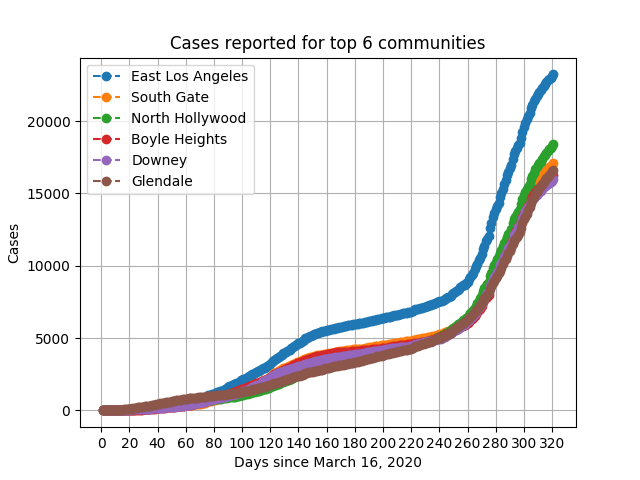 Cases reported for top 6 communities
East Los Angeles
South Gate
North Hollywood
Boyle Heights
Downey
Glendale
20000
15000
10000
5000
0
Cases
0 20 40 60 80 100 120 140 160 180 200 220 240 260 280 300 320
Days since March 16, 2020